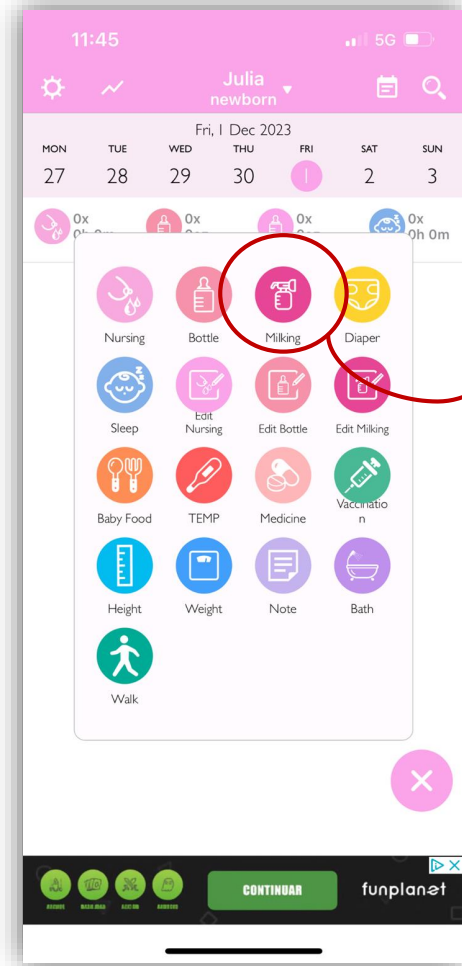 11:45
5G
Julia
newborn
Fri, 1 Dec 2023
MON TUE WED THU FRI SAT SUN
27 28 29 30 1 2 3
0x 0x 0x 0x
0h 0m
Nursing Bottle Milking Diaper
Sleep Edit Nursing Edit Bottle Edit Milking
Baby Food TEMP Medicine Vaccinatio
n
Height Weight Note Bath
Walk
CONTINUAR
funplanet